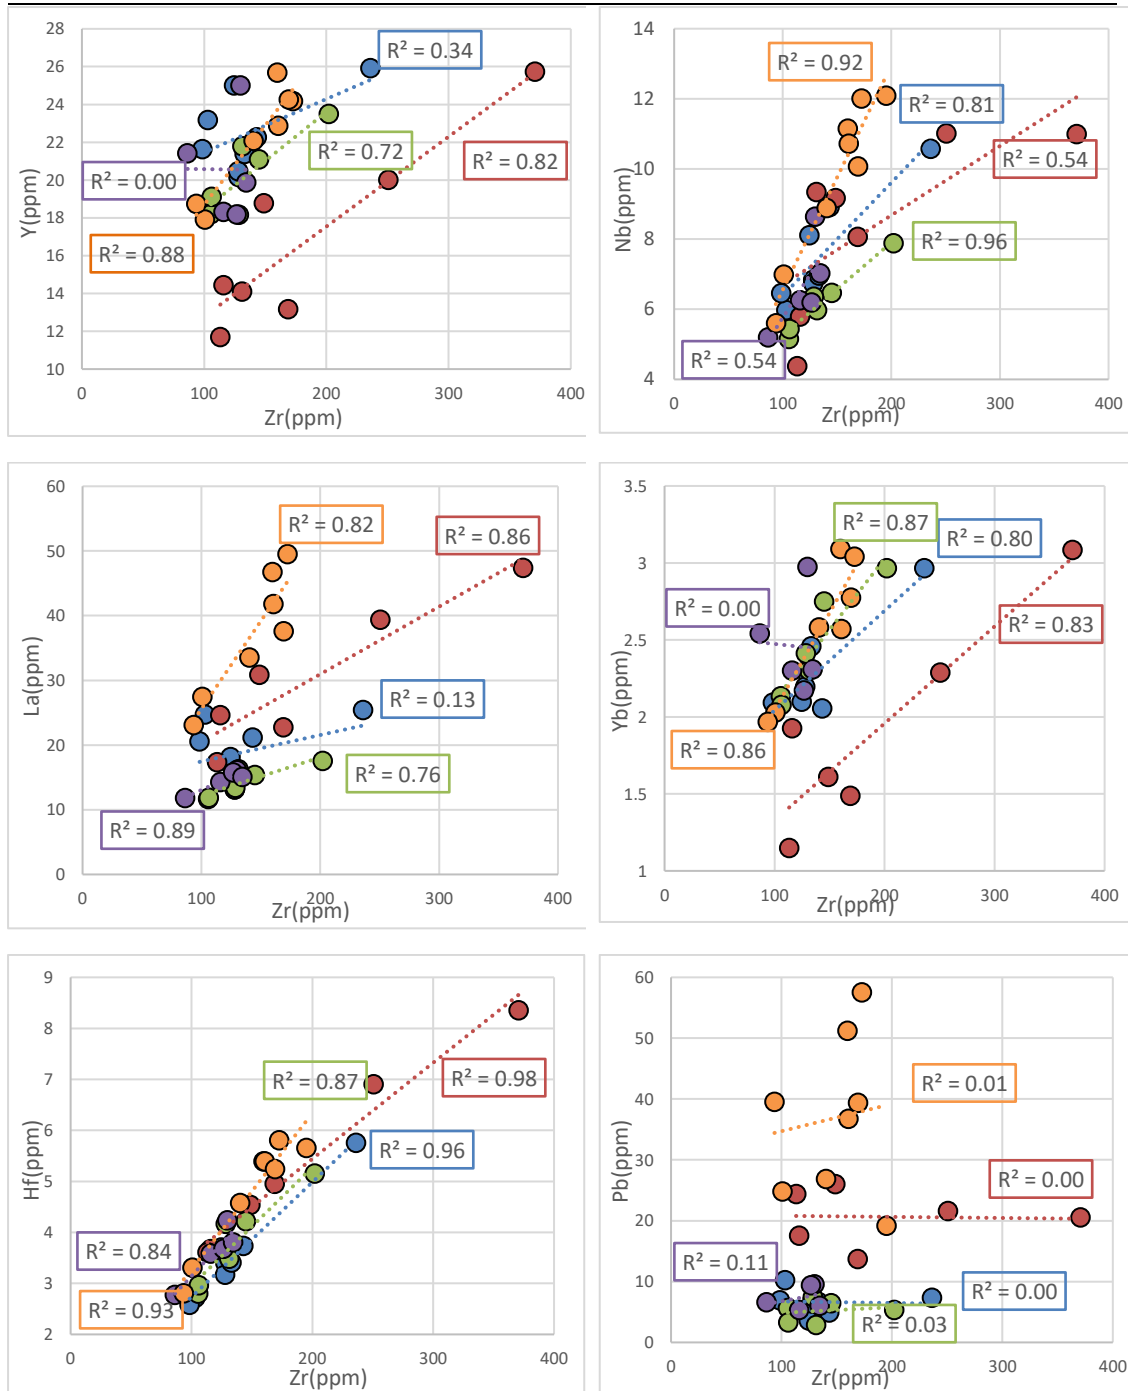 28
26
24
22
20
18
16
14
12
10
Y(ppm)
R² = 0.34
R² = 0.72
R² = 0.82
R² = 0.00
R² = 0.88
0 100 200 300 400
Zr(ppm)
14
12
10
8
6
4
Nb(ppm)
R² = 0.92
R² = 0.81
R² = 0.54
R² = 0.96
R² = 0.54
0 100 200 300 400
Zr(ppm)
60
50
40
30
20
10
0
La(ppm)
R² = 0.82
R² = 0.86
R² = 0.13
R² = 0.76
R² = 0.89
0 100 200 300 400
Zr(ppm)
3.5
3
2.5
2
1.5
1
Yb(ppm)
R² = 0.87
R² = 0.80
R² = 0.00
R² = 0.83
R² = 0.86
0 100 200 300 400
Zr(ppm)
9
8
7
6
5
4
3
2
Hf(ppm)
R² = 0.87
R² = 0.98
R² = 0.96
R² = 0.84
R² = 0.93
0 100 200 300 400
Zr(ppm)
60
50
40
30
20
10
0
Pb(ppm)
R² = 0.01
R² = 0.00
R² = 0.11
R² = 0.00
R² = 0.03
0 100 200 300 400
Zr(ppm)